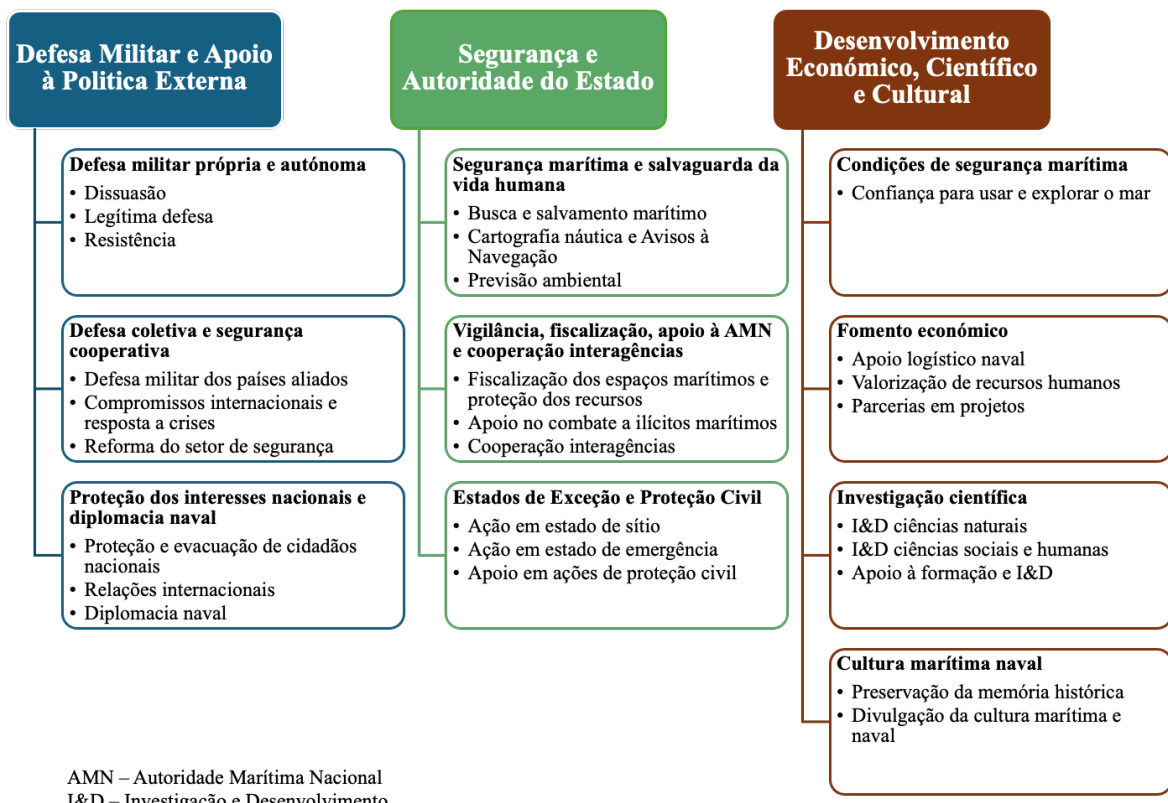 Defesa Militar e Apoio
à Politica Externa
Defesa militar própria e autónoma
• Dissuasão
• Legítima defesa
• Resistência
Defesa coletiva e segurança
cooperativa
• Defesa militar dos países aliados
• Compromissos internacionais e
resposta a crises
• Reforma do setor de segurança
Proteção dos interesses nacionais e
diplomacia naval
• Proteção e evacuação de cidadãos
nacionais
• Relações internacionais
• Diplomacia naval
Segurança e
Autoridade do Estado
Segurança marítima e salvaguarda da
vida humana
• Busca e salvamento marítimo
• Cartografia náutica e Avisos à
Navegação
• Previsão ambiental
Vigilância, fiscalização, apoio à AMN
e cooperação interagências
• Fiscalização dos espaços marítimos e
proteção dos recursos
• Apoio no combate a ilícitos marítimos
• Cooperação interagências
Estados de Exceção e Proteção Civil
• Ação em estado de sítio
• Ação em estado de emergência
• Apoio em ações de proteção civil
Desenvolvimento
Económico, Científico
e Cultural
Condições de segurança marítima
• Confiança para usar e explorar o mar
Fomento económico
• Apoio logístico naval
• Valorização de recursos humanos
• Parcerias em projetos
Investigação científica
• I&D ciências naturais
• I&D ciências sociais e humanas
• Apoio à formação e I&D
Cultura marítima naval
• Preservação da memória histórica
• Divulgação da cultura marítima e
naval
AMN – Autoridade Marítima Nacional
I&D – Investigação e Desenvolvimento